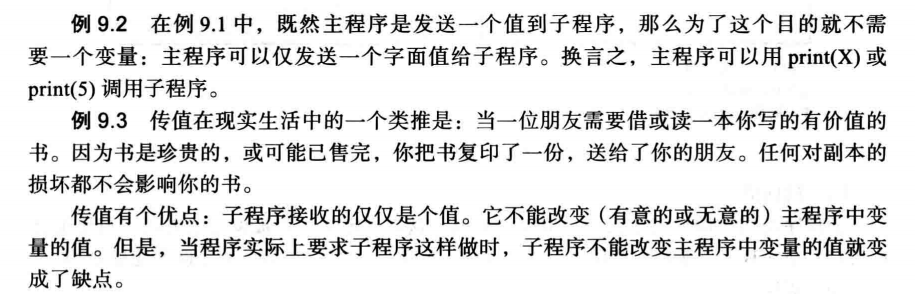 例 9.2 在例 9.1 中，既然主程序是发送一个值到子程序，那么为了这个目的就不需
要一个变量：主程序可以仅发送一个字面值给子程序。换言之，主程序可以用 print(X) 或
print(5) 调用子程序。
例 9.3 传值在现实生活中的一个类推是：当一位朋友需要借或读一本你写的有价值的
书。因为书是珍贵的，或可能已售完，你把书复印了一份，送给了你的朋友。任何对副本的
损坏都不会影响你的书。
传值有个优点：子程序接收的仅仅是个值。它不能改变（有意的或无意的）主程序中变
量的值。但是，当程序实际上要求子程序这样做时，子程序不能改变主程序中变量的值就变
成了缺点。